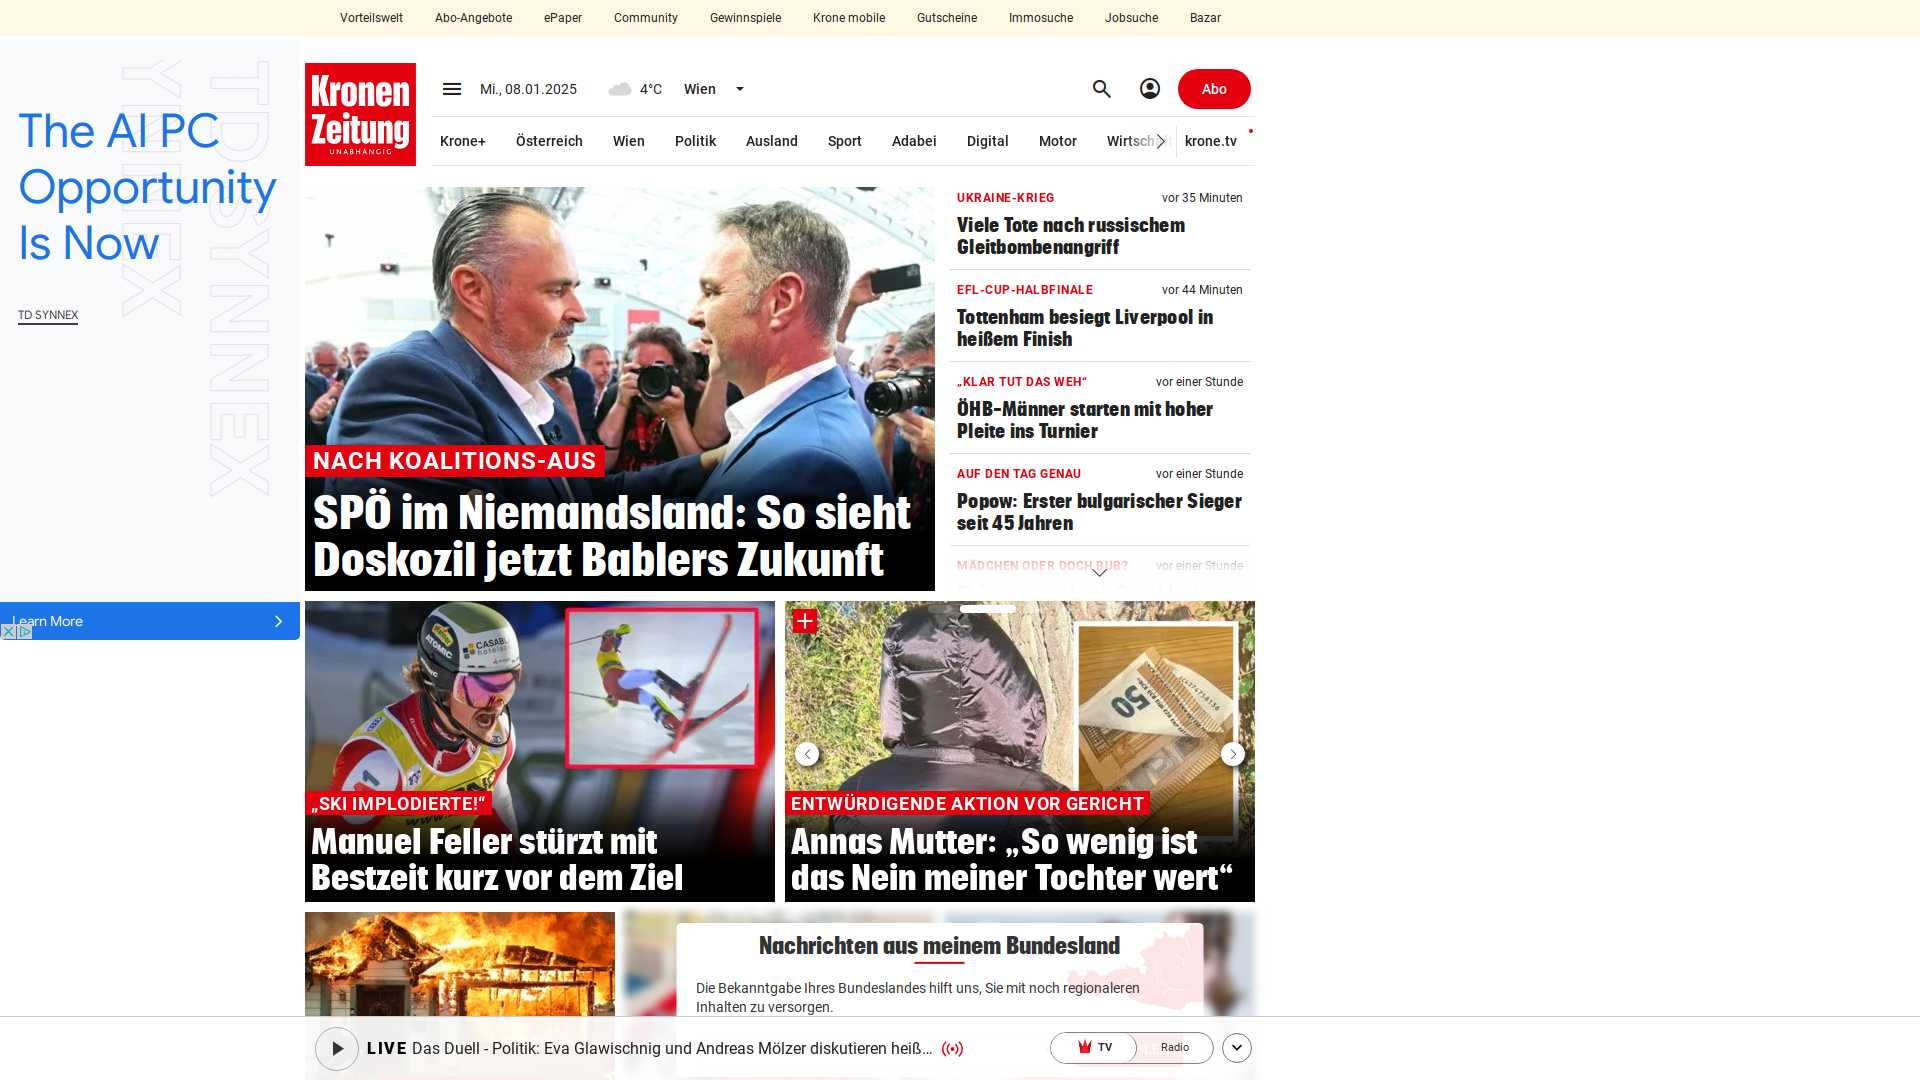 Vorteilswelt Abo-Angebote ePaper Community Gewinnspiele Krone mobile Gutscheine Immosuche Jobsuche Bazar
TD SYNNEX
YNNEX
The AI PC
Opportunity
Is Now
TD SYNNEX
Learn More
Kronen
Zeitung
UNABHÄNGIG
Mi., 08.01.2025 4°C Wien
Abo
Krone+ Österreich Wien Politik Ausland Sport Adabei Digital Motor Wirtschaft krone.tv
NACH KOALITIONS-AUS
SPÖ im Niemandsland: So sieht
Doskozil jetzt Bablers Zukunft
UKRAINE-KRIEG vor 35 Minuten
Viele Tote nach russischem
Gleitbombenangriff
EFL-CUP-HALBFINALE vor 44 Minuten
Tottenham besiegt Liverpool in
heißem Finish
„KLAR TUT DAS WEH“ vor einer Stunde
ÖHB-Männer starten mit hoher
Pleite ins Turnier
AUF DEN TAG GENAU vor einer Stunde
Popow: Erster bulgarischer Sieger
seit 45 Jahren
MÄDCHEN ODER DOCH BUB? vor einer Stunde
ATOMIC
CASABL
hotels
„SKI IMPLODIERTE!“
Manuel Feller stürzt mit
Bestzeit kurz vor dem Ziel
50
ENTWÜRDIGENDE AKTION VOR GERICHT
Annas Mutter: „So wenig ist
das Nein meiner Tochter wert“
Nachrichten aus meinem Bundesland
Die Bekanntgabe Ihres Bundeslandes hilft uns, Sie mit noch regionaleren
Inhalten zu versorgen.
LIVE Das Duell - Politik: Eva Glawischnig und Andreas Mölzer diskutieren heiß...
TV Radio